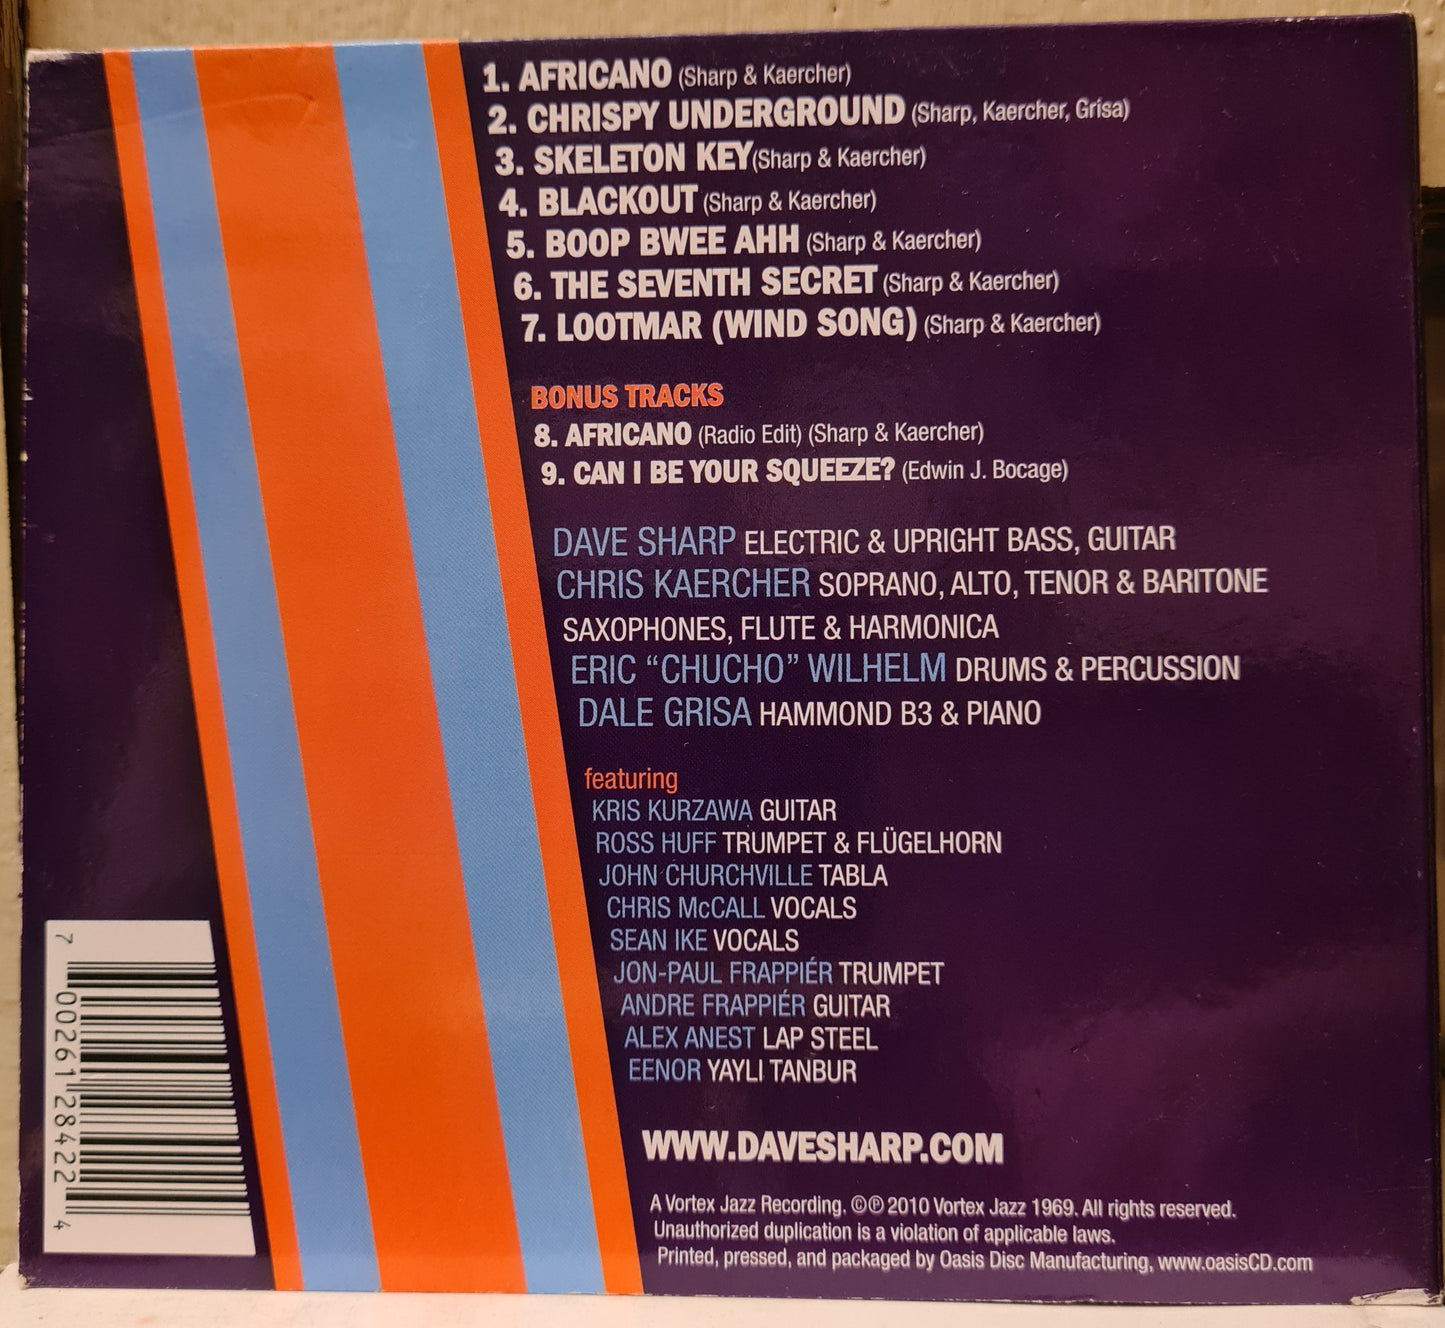 1. AFRICANO (Sharp & Kaercher)
2. CHRISPY UNDERGROUND (Sharp, Kaercher, Grisa)
3. SKELETON KEY(Sharp & Kaercher)
4. BLACKOUT (Sharp & Kaercher)
5. BOOP BWEE AHH (Sharp & Kaercher)
6. THE SEVENTH SECRET (Sharp & Kaercher)
7. LOOTMAR (WIND SONG) (Sharp & Kaercher)
BONUS TRACKS
8. AFRICANO (Radio Edit) (Sharp & Kaercher)
9. CAN I BE YOUR SQUEEZE? (Edwin J. Bocage)
DAVE SHARP ELECTRIC & UPRIGHT BASS, GUITAR
CHRIS KAERCHER SOPRANO, ALTO, TENOR & BARITONE
SAXOPHONES, FLUTE & HARMONICA
ERIC “CHUCHO” WILHELM DRUMS & PERCUSSION
DALE GRISA HAMMOND B3 & PIANO
featuring
KRIS KURZAWA GUITAR
ROSS HUFF TRUMPET & FLÜGELHORN
JOHN CHURCHVILLE TABLA
CHRIS McCALL VOCALS
SEAN IKE VOCALS
JON-PAUL FRAPPIÉR TRUMPET
ANDRE FRAPPIÉR GUITAR
ALEX ANEST LAP STEEL
EENOR YAYLI TANBUR
WWW.DAVESHARP.COM
A Vortex Jazz Recording. ©℗ 2010 Vortex Jazz 1969. All rights reserved.
Unauthorized duplication is a violation of applicable laws.
Printed, pressed, and packaged by Oasis Disc Manufacturing, www.oasisCD.com
7 00261 28422 4